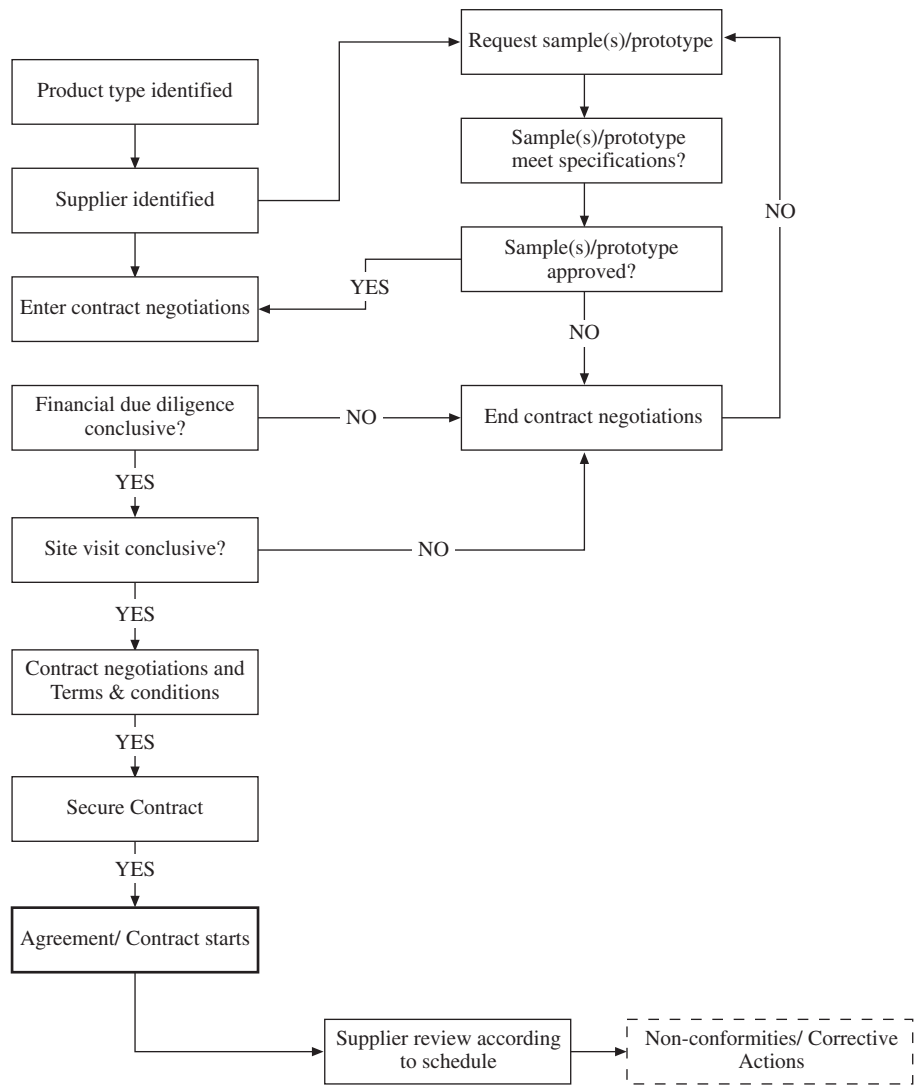 Request sample(s)/prototype
Product type identified
Sample(s)/prototype
meet specifications?
Supplier identified
NO
Sample(s)/prototype
approved?
YES
Enter contract negotiations
NO
Financial due diligence
conclusive?
NO
End contract negotiations
YES
Site visit conclusive?
NO
YES
Contract negotiations and
Terms & conditions
YES
Secure Contract
YES
Agreement/ Contract starts
Supplier review according
to schedule
Non-conformities/ Corrective
Actions